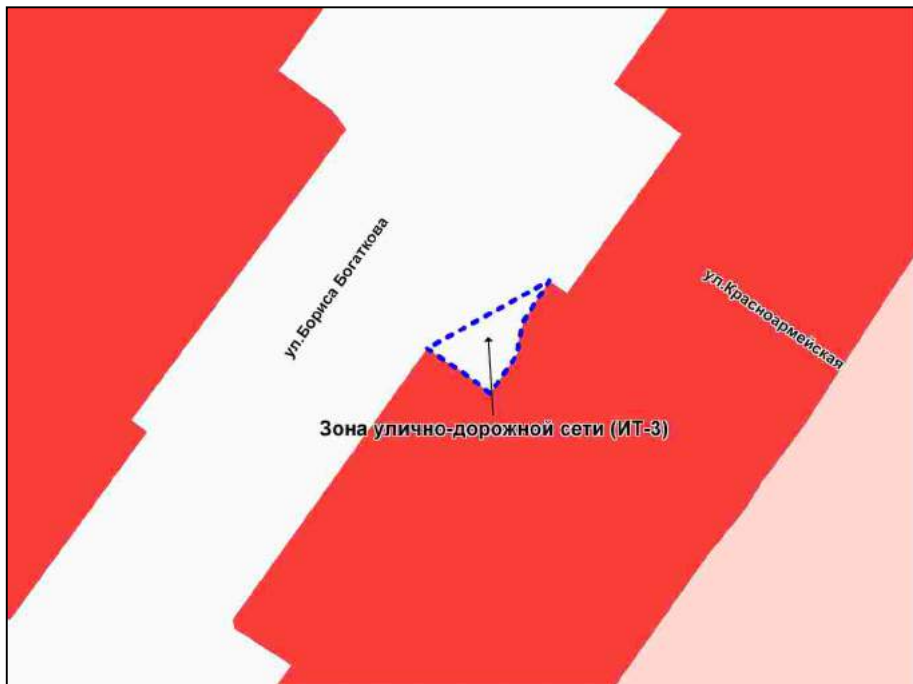 ул.Бориса Богаткова
ул.Красноармейская
Зона улично-дорожной сети (ИТ-3)